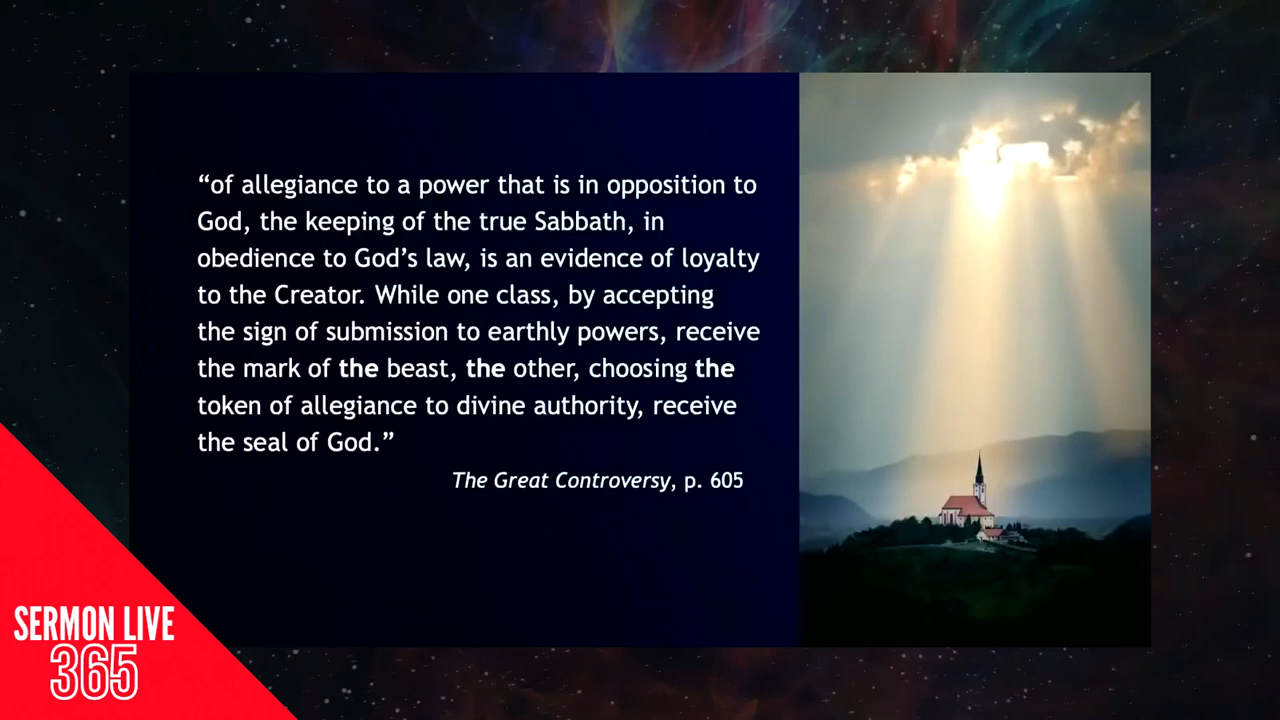 “of allegiance to a power that is in opposition to
God, the keeping of the true Sabbath, in
obedience to God’s law, is an evidence of loyalty
to the Creator. While one class, by accepting
the sign of submission to earthly powers, receive
the mark of the beast, the other, choosing the
token of allegiance to divine authority, receive
the seal of God.”
The Great Controversy, p. 605
SERMON LIVE
365